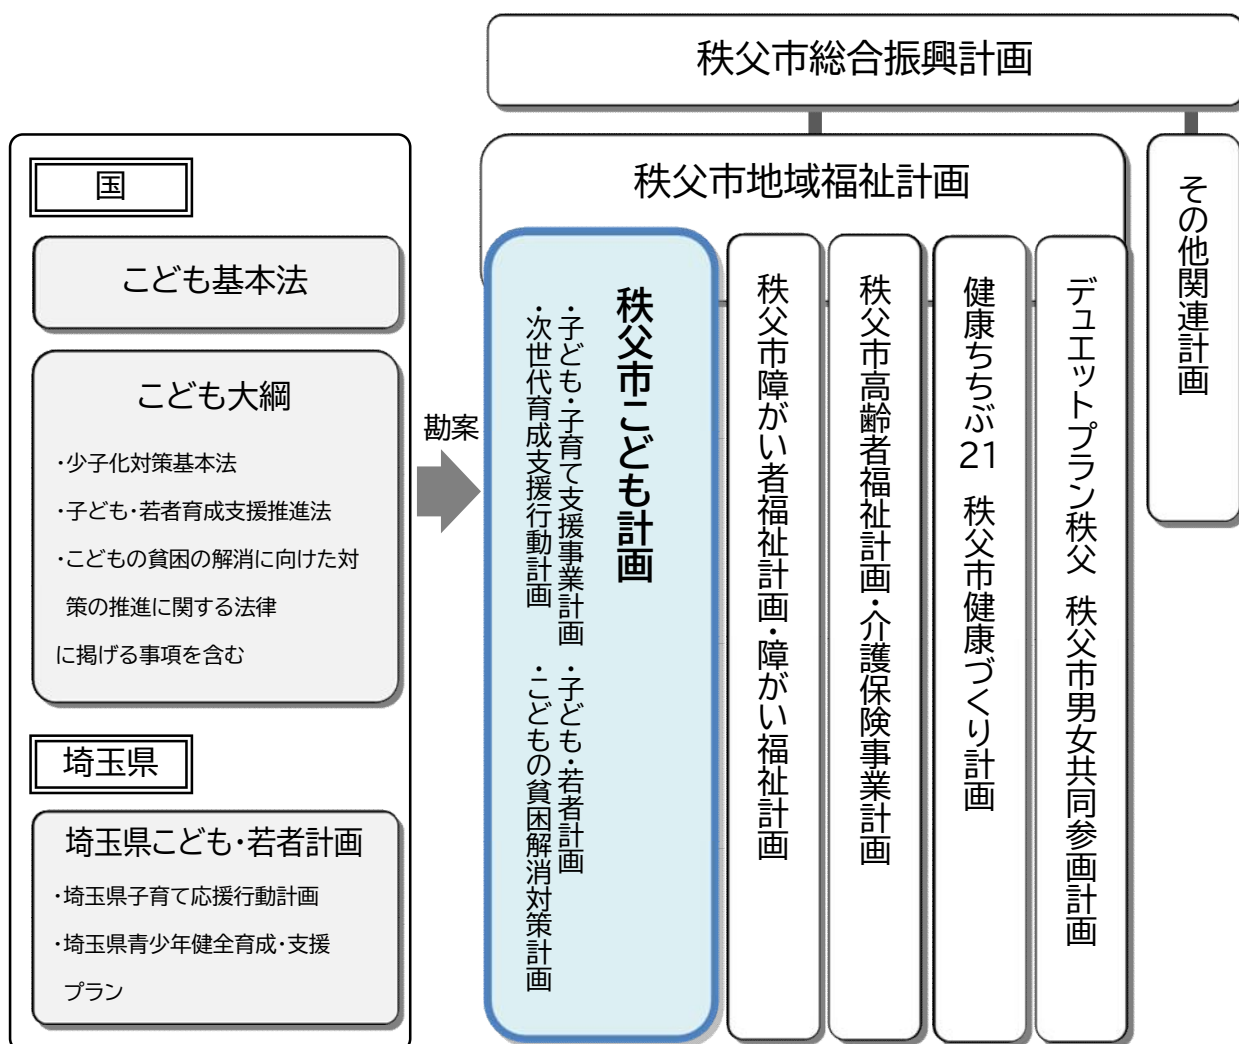 秩父市総合振興計画
国
こども基本法
こども大綱
・少子化対策基本法
・子ども・若者育成支援推進法
・こどもの貧困の解消に向けた対
策の推進に関する法律
に掲げる事項を含む
埼玉県
埼玉県こども・若者計画
・埼玉県子育て応援行動計画
・埼玉県青少年健全育成・支援
プラン
勘案
秩父市地域福祉計画
秩父市こども計画
・子ども・子育て支援事業計画 ・子ども・若者計画
・次世代育成支援行動計画 ・こどもの貧困解消対策計画
秩父市障がい者福祉計画・障がい福祉計画
秩父市高齢者福祉計画・介護保険事業計画
健康ちちぶ21 秩父市健康づくり計画
デュエットプラン秩父 秩父市男女共同参画計画
その他関連計画